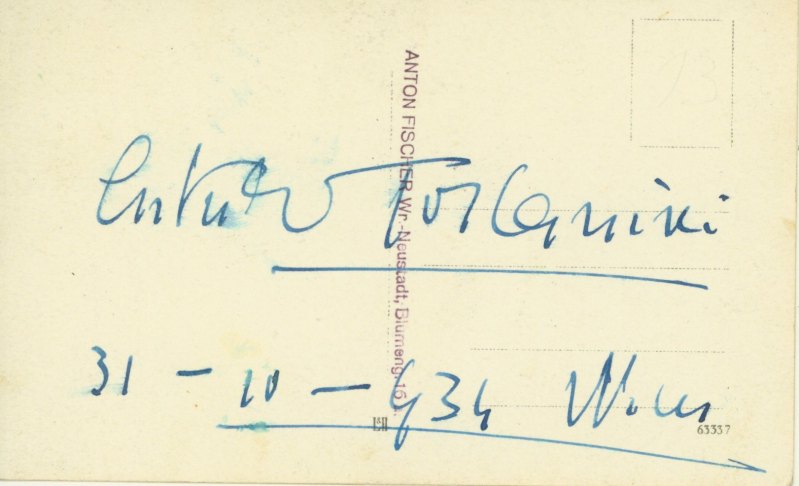 Arturo Toscanini
31 - 10 - 934 Wien
ANTON FISCHER Wr.-Neustadt, Blumeng. 16
63337